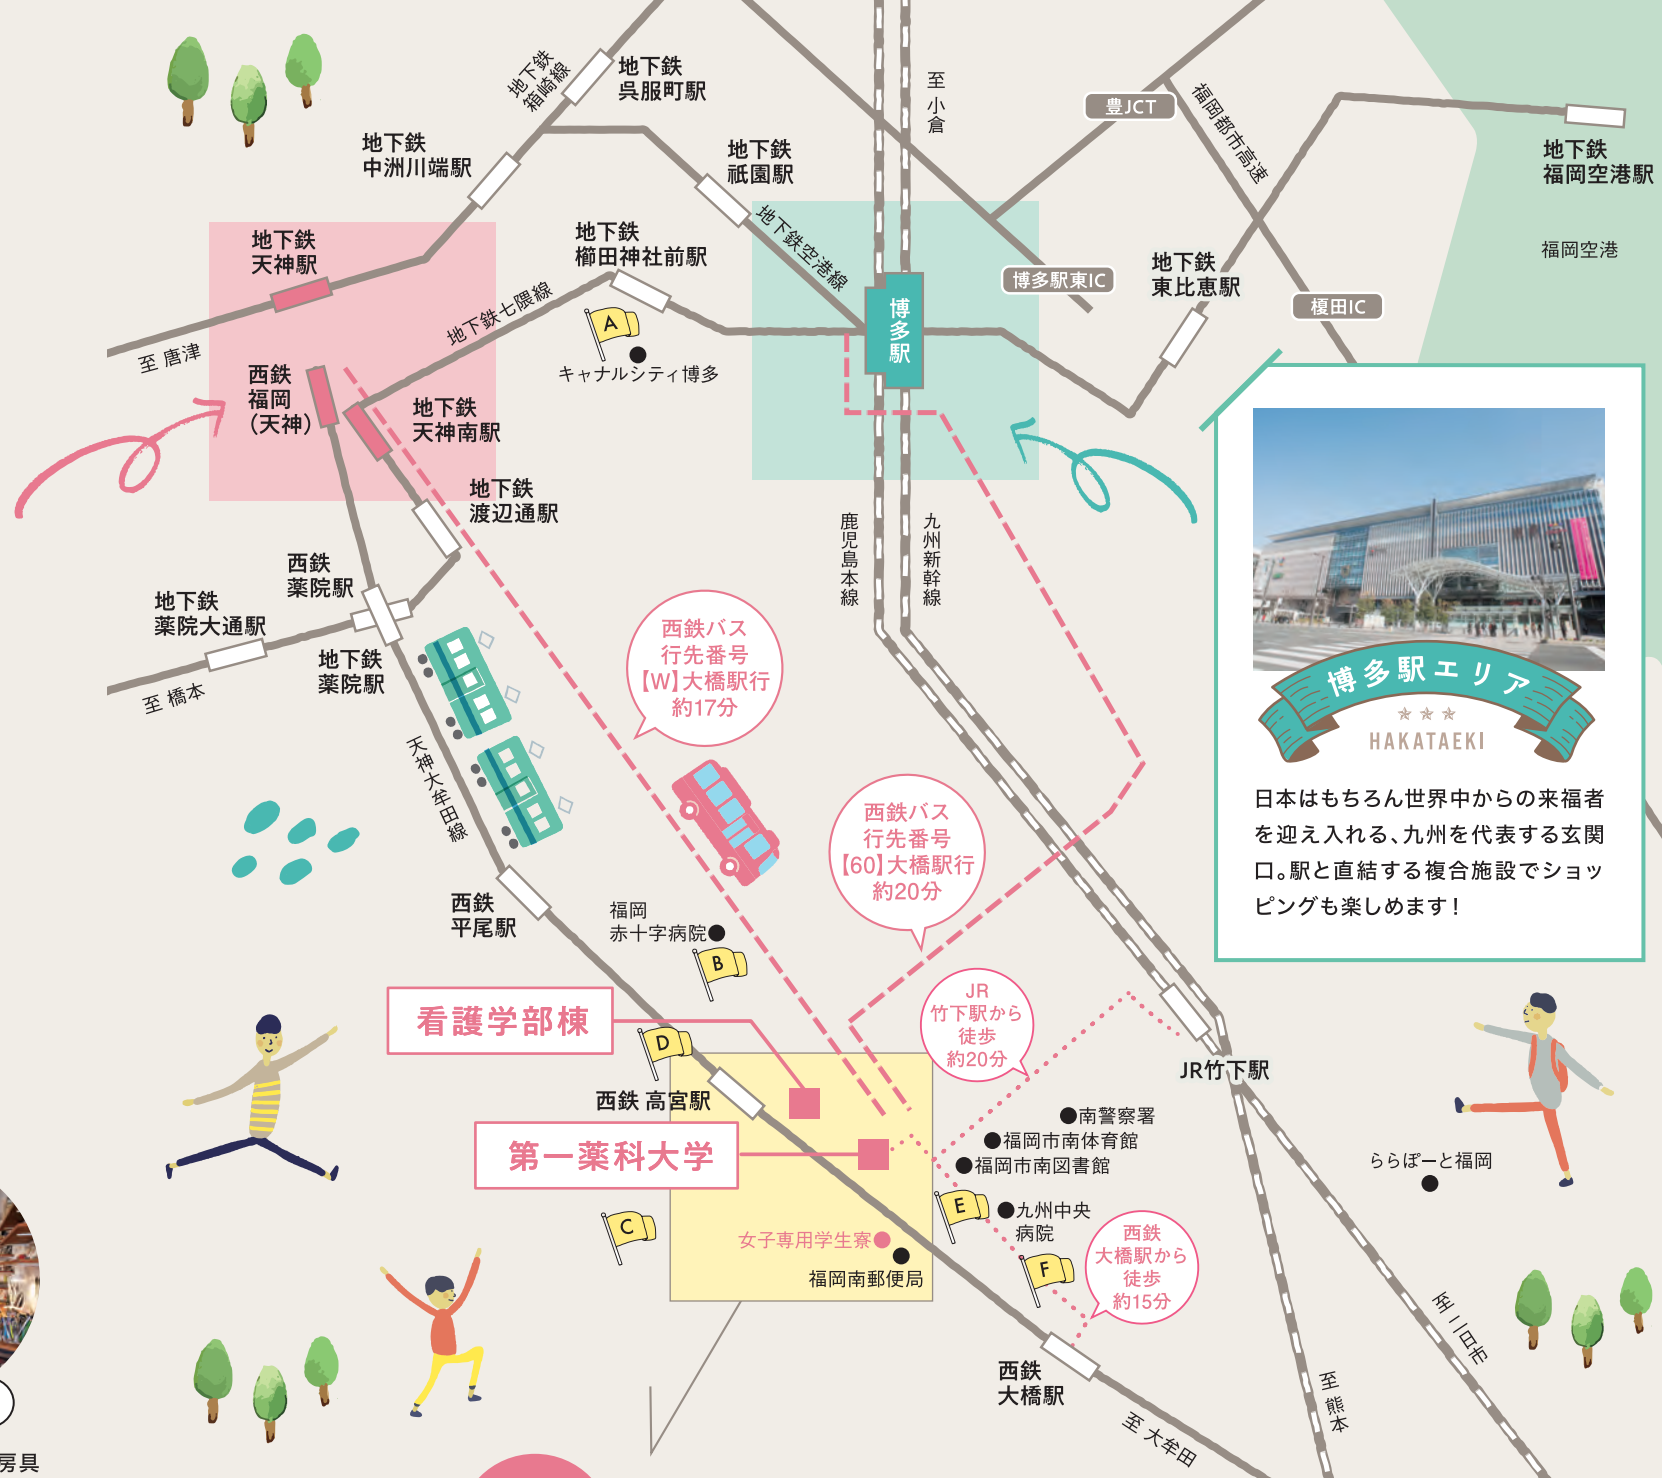 地下鉄
箱崎線
地下鉄
呉服町駅
至 小倉
豊JCT
福岡都市高速
地下鉄
福岡空港駅
福岡空港
地下鉄
中洲川端駅
地下鉄
祇園駅
地下鉄空港線
地下鉄
天神駅
地下鉄
櫛田神社前駅
博多駅東IC
地下鉄
東比恵駅
榎田IC
地下鉄七隈線
A
キャナルシティ博多
博多駅
至 唐津
西鉄
福岡
(天神)
地下鉄
天神南駅
地下鉄
渡辺通駅
鹿児島本線
九州新幹線
西鉄
薬院駅
地下鉄
薬院大通駅
地下鉄
薬院駅
至 橋本
西鉄バス
行先番号
【W】大橋駅行
約17分
天神大牟田線
博多駅エリア
HAKATAEKI
日本はもちろん世界中からの来福者
を迎え入れる、九州を代表する玄関
口。駅と直結する複合施設でショッ
ピングも楽しめます!
西鉄バス
行先番号
【60】大橋駅行
約20分
西鉄
平尾駅
福岡
赤十字病院
B
看護学部棟
D
JR
竹下駅から
徒歩
約20分
JR竹下駅
西鉄 高宮駅
第一薬科大学
南警察署
福岡市南体育館
福岡市南図書館
ららぽーと福岡
E
九州中央
病院
C
女子専用学生寮
福岡南郵便局
F
西鉄
大橋駅から
徒歩
約15分
西鉄
大橋駅
至 大牟田
至 熊本
至 二日市
房具